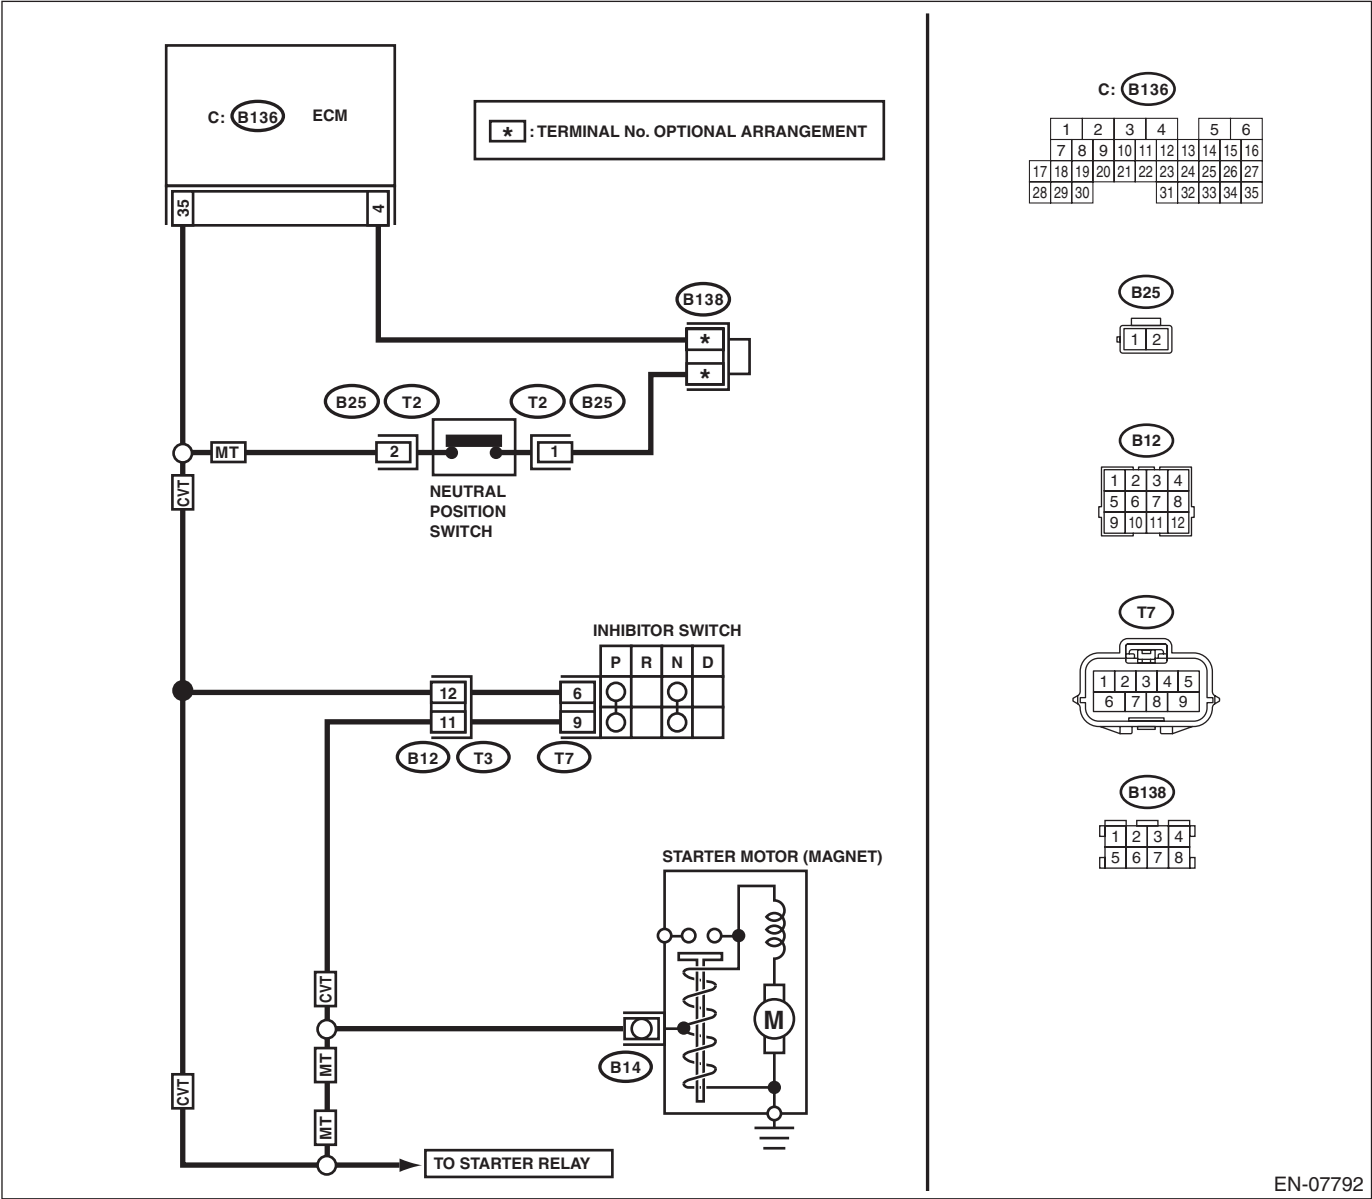 C: B136 ECM
35 4
* : TERMINAL No. OPTIONAL ARRANGEMENT
B138
*
*
B25 T2 T2 B25
MT 2 1
NEUTRAL
POSITION
SWITCH
CVT
INHIBITOR SWITCH
P R N D
12 6
11 9
B12 T3 T7
STARTER MOTOR (MAGNET)
CVT
M
B14
MT
CVT
MT
TO STARTER RELAY
C: B136
1 2 3 4 5 6
7 8 9 10 11 12 13 14 15 16
17 18 19 20 21 22 23 24 25 26 27
28 29 30 31 32 33 34 35
B25
1 2
B12
1 2 3 4
5 6 7 8
9 10 11 12
T7
1 2 3 4 5
6 7 8 9
B138
1 2 3 4
5 6 7 8
EN-07792